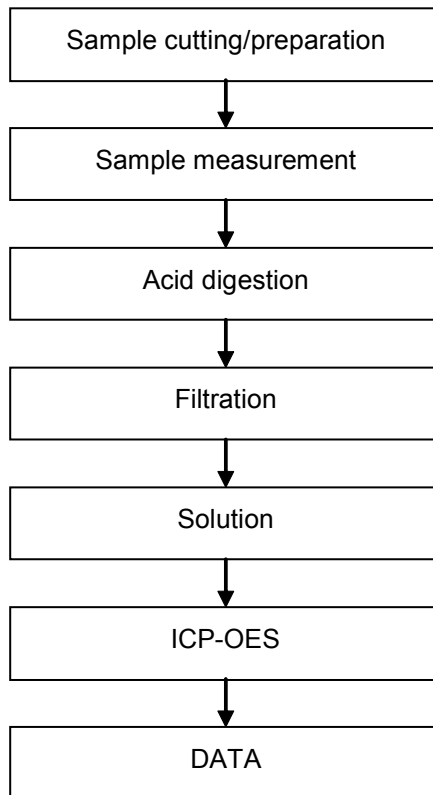 Sample cutting/preparation
Sample measurement
Acid digestion
Filtration
Solution
ICP-OES
DATA